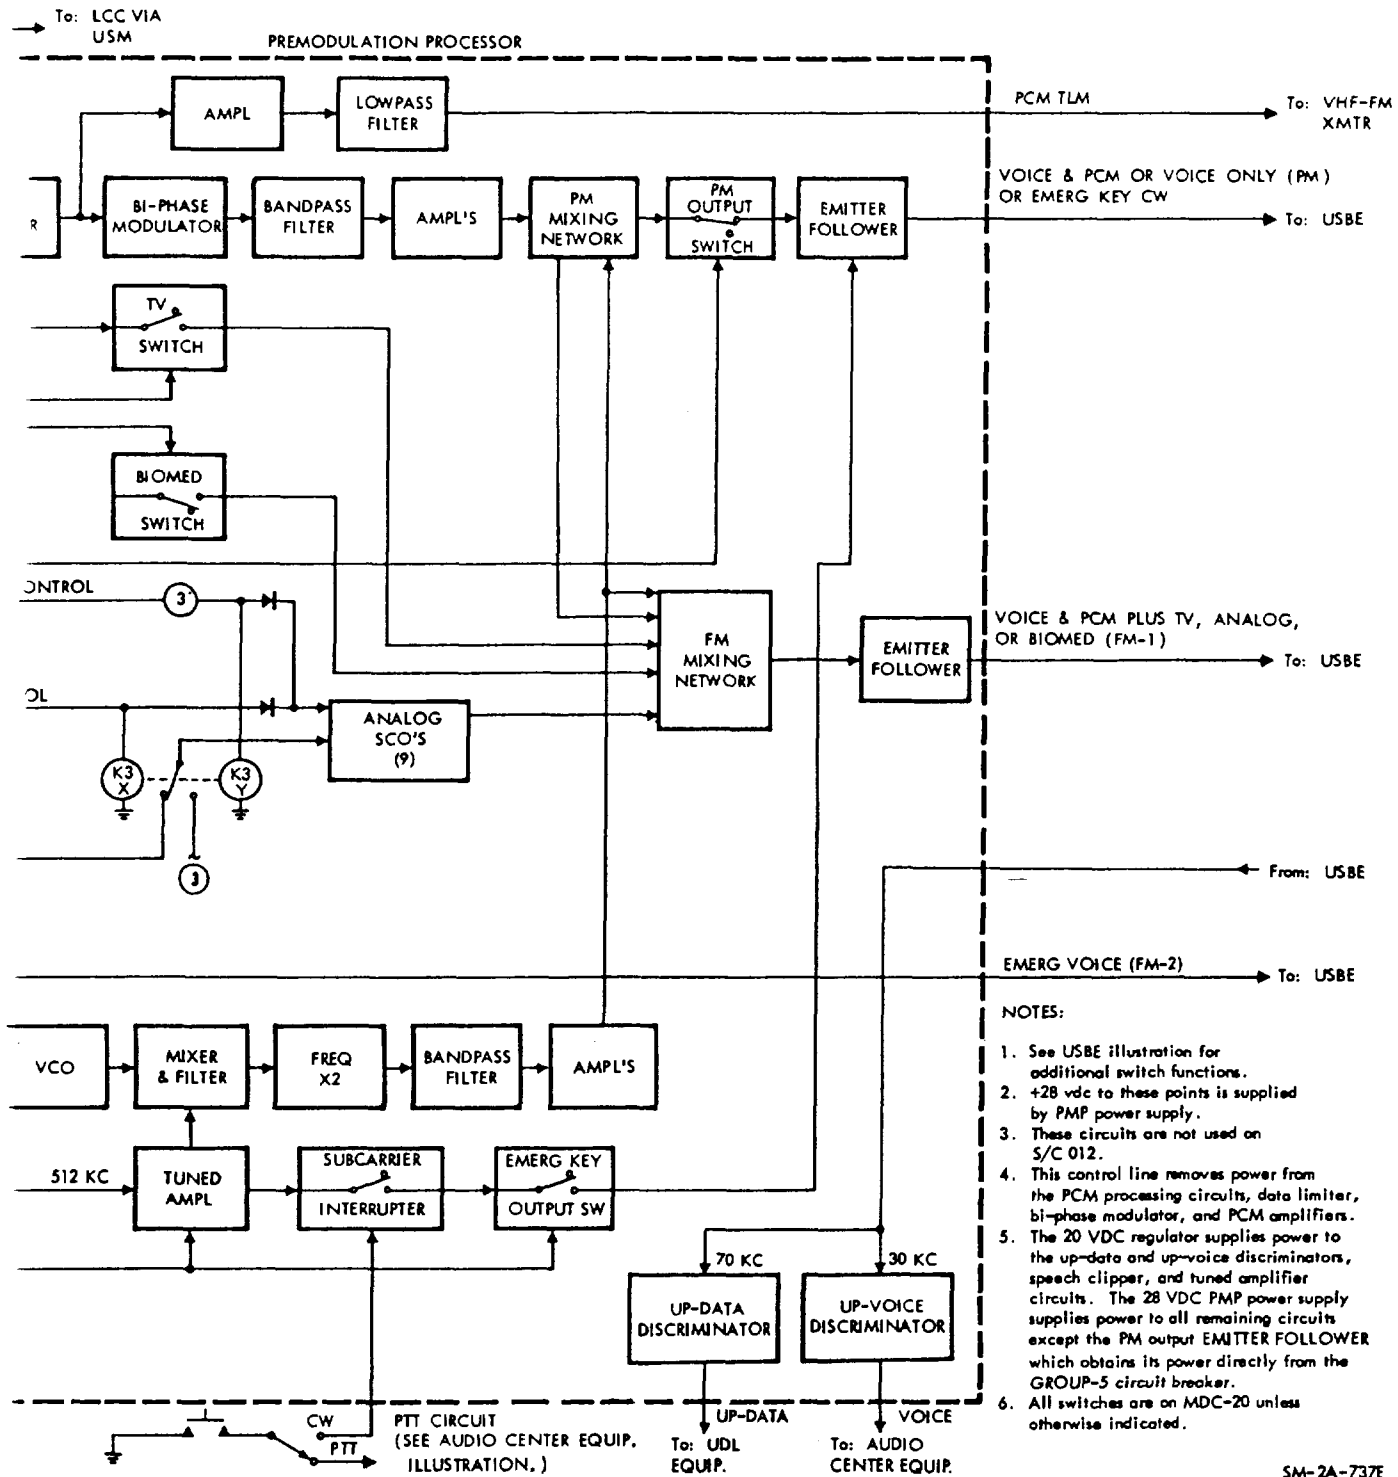 To: LCC VIA
USM
PREMODULATION PROCESSOR
AMPL
LOWPASS
FILTER
PCM TLM
To: VHF-FM
XMTR
R
BI-PHASE
MODULATOR
BANDPASS
FILTER
AMPL'S
PM
MIXING
NETWORK
PM
OUTPUT
SWITCH
EMITTER
FOLLOWER
VOICE & PCM OR VOICE ONLY (PM)
OR EMERG KEY CW
To: USBE
TV
SWITCH
BIOMED
SWITCH
ONTROL
3
OL
K3
X
K3
Y
3
ANALOG
SCO'S
(9)
FM
MIXING
NETWORK
EMITTER
FOLLOWER
VOICE & PCM PLUS TV, ANALOG,
OR BIOMED (FM-1)
To: USBE
From: USBE
EMERG VOICE (FM-2)
To: USBE
VCO
MIXER
& FILTER
FREQ
X2
BANDPASS
FILTER
AMPL'S
512 KC
TUNED
AMPL
SUBCARRIER
INTERRUPTER
EMERG KEY
OUTPUT SW
70 KC
30 KC
UP-DATA
DISCRIMINATOR
UP-VOICE
DISCRIMINATOR
UP-DATA
VOICE
To: UDL
EQUIP.
To: AUDIO
CENTER EQUIP.
CW
PTT
PTT CIRCUIT
(SEE AUDIO CENTER EQUIP.
ILLUSTRATION.)
NOTES:
1. See USBE illustration for
additional switch functions.
2. +28 vdc to these points is supplied
by PMP power supply.
3. These circuits are not used on
S/C 012.
4. This control line removes power from
the PCM processing circuits, data limiter,
bi-phase modulator, and PCM amplifiers.
5. The 20 VDC regulator supplies power to
the up-data and up-voice discriminators,
speech clipper, and tuned amplifier
circuits. The 28 VDC PMP power supply
supplies power to all remaining circuits
except the PM output EMITTER FOLLOWER
which obtains its power directly from the
GROUP-5 circuit breaker.
6. All switches are on MDC-20 unless
otherwise indicated.
SM-2A-737F